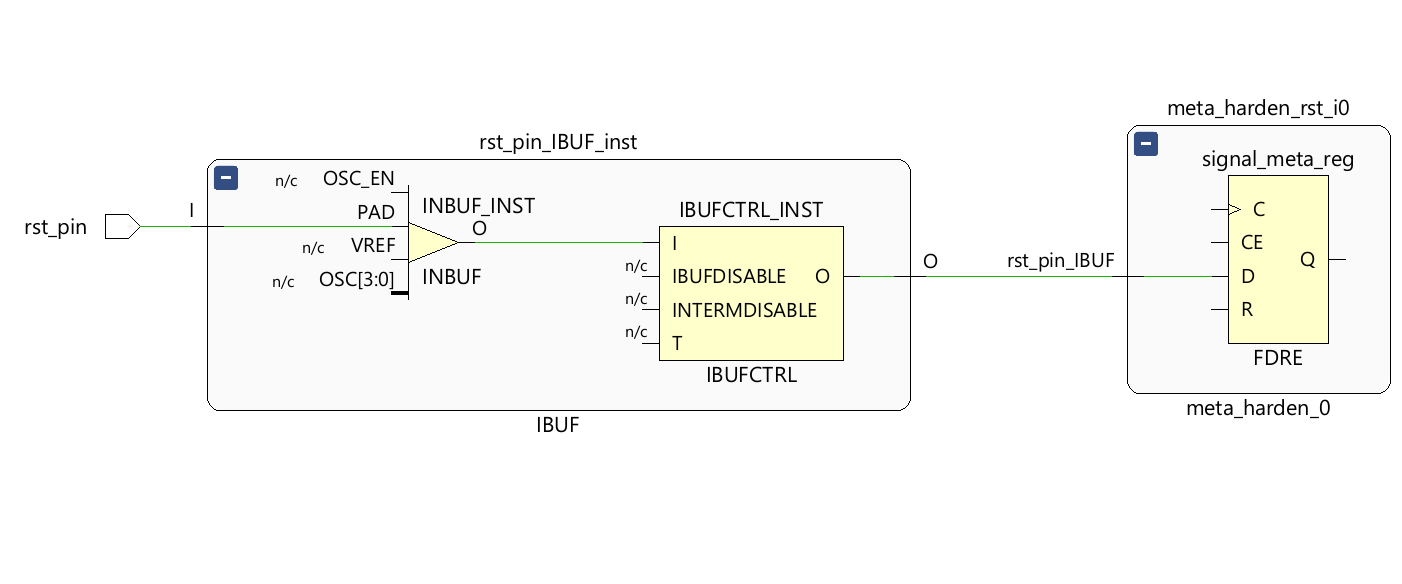 meta_harden_rst_i0
rst_pin_IBUF_inst
signal_meta_reg
n/c OSC_EN
I
PAD
INBUF_INST
O
IBUFCTRL_INST
C
rst_pin
n/c VREF
I
CE
n/c OSC[3:0]
INBUF
n/c
IBUFDISABLE O
O
rst_pin_IBUF
D
Q
n/c
INTERMDISABLE
R
n/c
T
FDRE
IBUFCTRL
meta_harden_0
IBUF